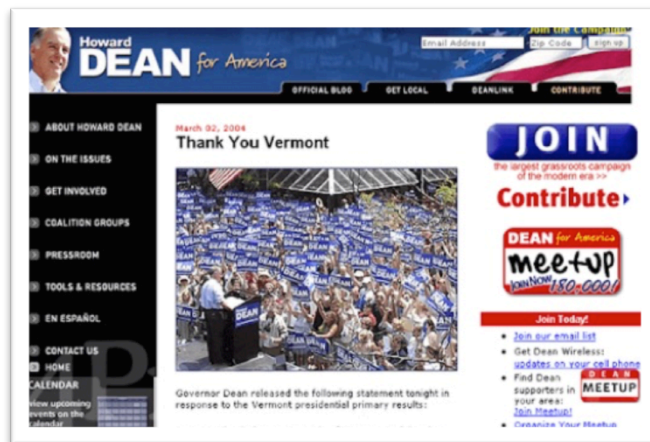 Howard
DEAN for America
Join the Campaign
Email Address
Zip Code
sign up
OFFICIAL BLOG
GET LOCAL
DEANLINK
CONTRIBUTE
ABOUT HOWARD DEAN
ON THE ISSUES
GET INVOLVED
COALITION GROUPS
PRESSROOM
TOOLS & RESOURCES
EN ESPAÑOL
CONTACT US
HOME
CALENDAR
view upcoming
events on the
calendar
March 02, 2004
Thank You Vermont
DEAN
Governor Dean released the following statement tonight in
response to the Vermont presidential primary results:
JOIN
the largest grassroots campaign
of the modern era >>
Contribute
DEAN for America
meetup
Join Now 180,000!
Join Today!
Join our email list
Get Dean Wireless:
updates on your cell phone
Find Dean
supporters in
your area:
Join Meetup!
DEAN
MEETUP
Organize Your Meetup